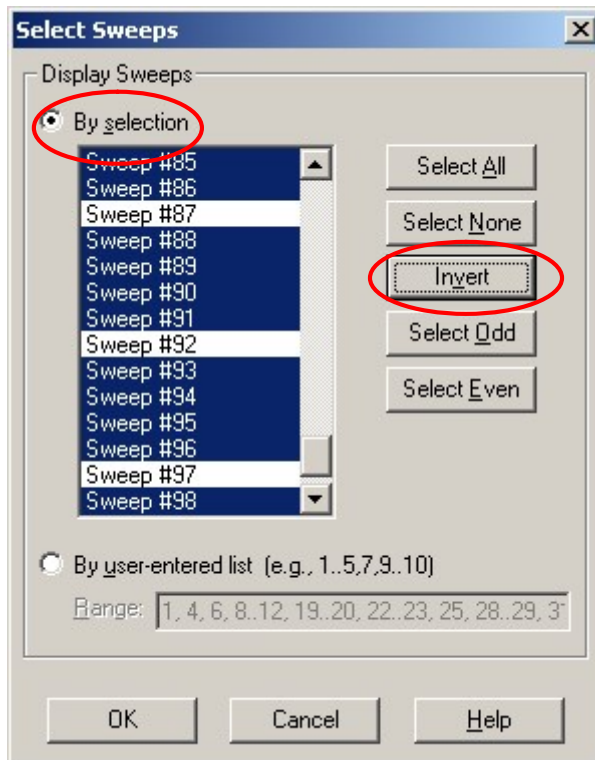 Select Sweeps
Display Sweeps
By selection
Sweep #85
Sweep #86
Sweep #87
Sweep #88
Sweep #89
Sweep #90
Sweep #91
Sweep #92
Sweep #93
Sweep #94
Sweep #95
Sweep #96
Sweep #97
Sweep #98
Select All
Select None
Invert
Select Odd
Select Even
By user-entered list (e.g., 1..5,7,9..10)
Range: 1, 4, 6, 8..12, 19..20, 22..23, 25, 28..29,
OK
Cancel
Help